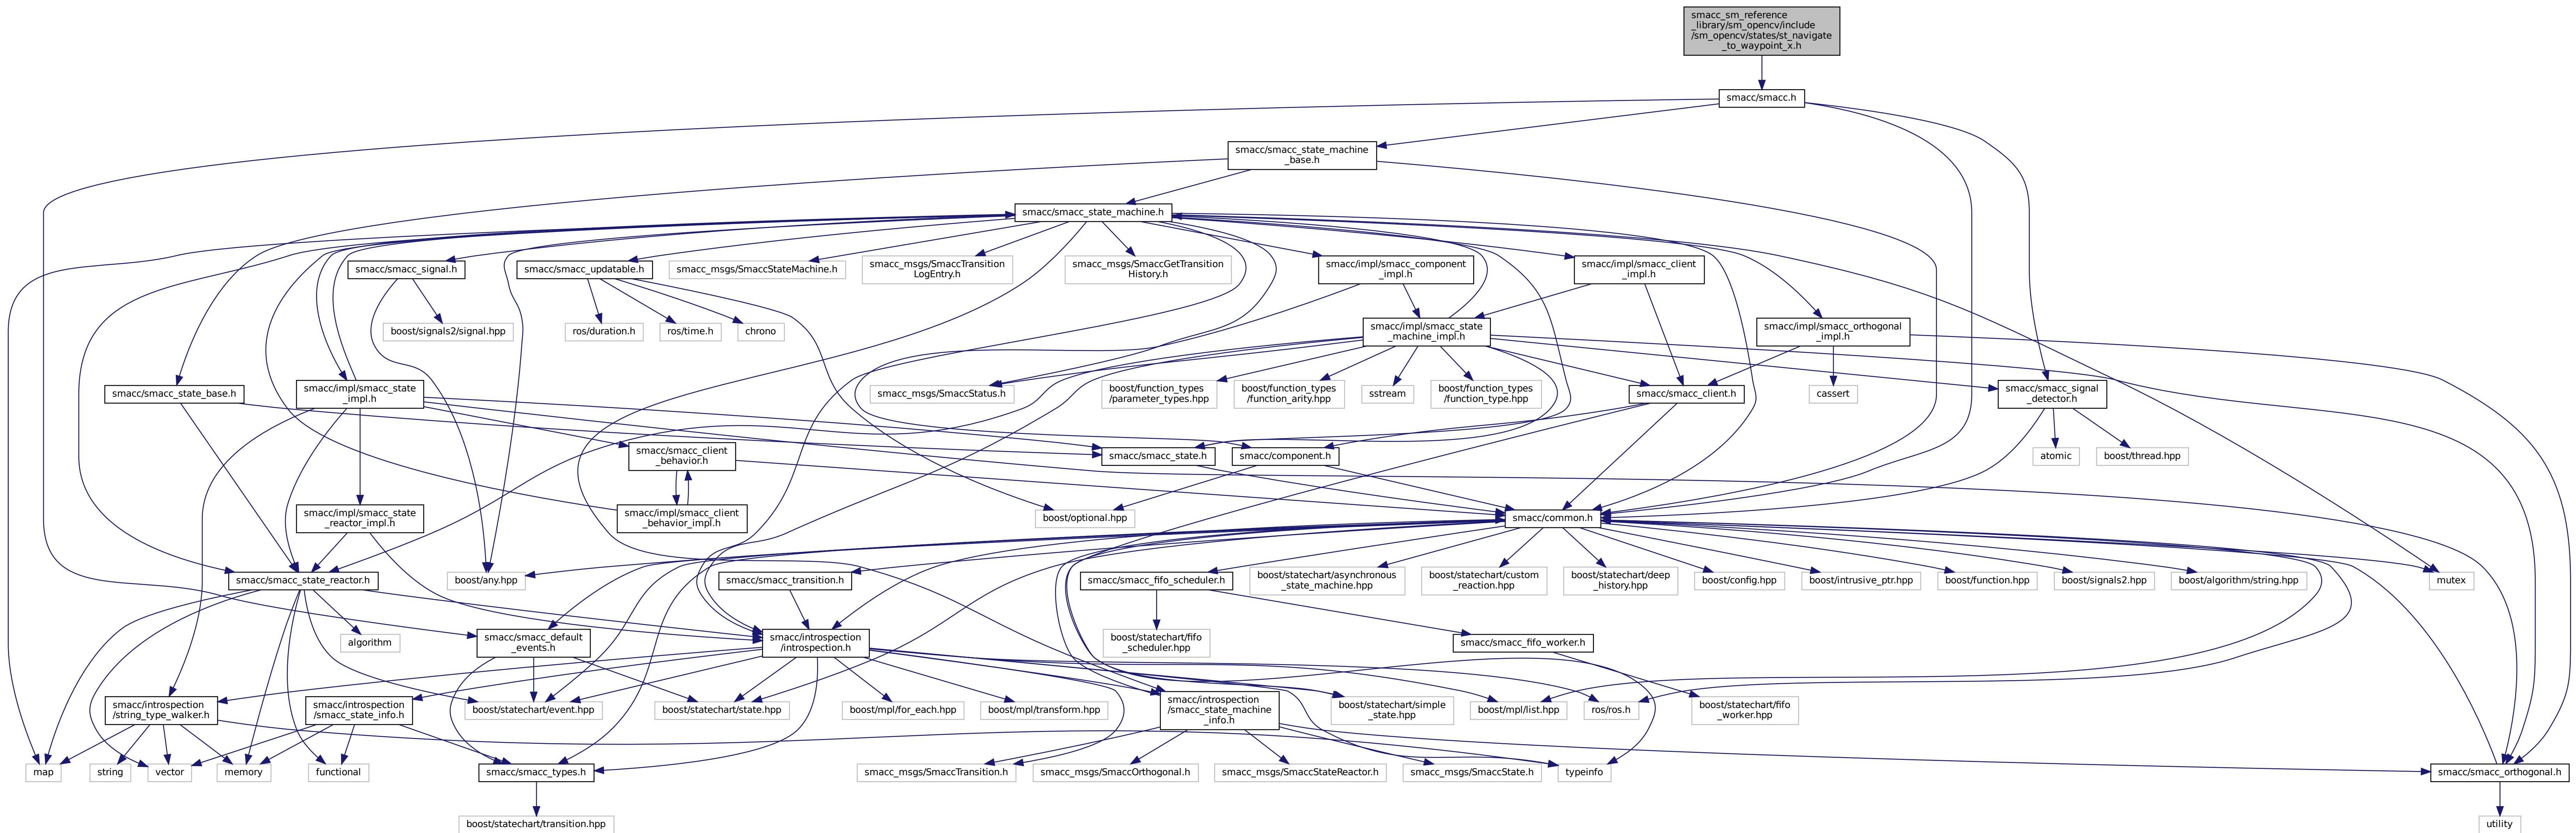 smacc_sm_reference
_library/sm_opencv/include
/sm_opencv/states/st_navigate
_to_waypoint_x.h
smacc/smacc.h
smacc/smacc_state_machine
_base.h
smacc/smacc_state_machine.h
smacc/smacc_signal.h
smacc/smacc_updatable.h
smacc_msgs/SmaccStateMachine.h
smacc_msgs/SmaccTransition
LogEntry.h
smacc_msgs/SmaccGetTransition
History.h
smacc/impl/smacc_component
_impl.h
smacc/impl/smacc_client
_impl.h
boost/signals2/signal.hpp
ros/duration.h
ros/time.h
chrono
smacc/impl/smacc_state
_machine_impl.h
smacc/impl/smacc_orthogonal
_impl.h
smacc/smacc_state_base.h
smacc/impl/smacc_state
_impl.h
smacc_msgs/SmaccStatus.h
boost/function_types
/parameter_types.hpp
boost/function_types
/function_arity.hpp
sstream
boost/function_types
/function_type.hpp
smacc/smacc_client.h
cassert
smacc/smacc_signal
_detector.h
smacc/smacc_client
_behavior.h
smacc/smacc_state.h
smacc/component.h
atomic
boost/thread.hpp
smacc/impl/smacc_state
_reactor_impl.h
smacc/impl/smacc_client
_behavior_impl.h
boost/optional.hpp
smacc/common.h
smacc/smacc_state_reactor.h
boost/any.hpp
smacc/smacc_transition.h
smacc/smacc_fifo_scheduler.h
boost/statechart/asynchronous
_state_machine.hpp
boost/statechart/custom
_reaction.hpp
boost/statechart/deep
_history.hpp
boost/config.hpp
boost/intrusive_ptr.hpp
boost/function.hpp
boost/signals2.hpp
boost/algorithm/string.hpp
mutex
algorithm
smacc/smacc_default
_events.h
smacc/introspection
/introspection.h
boost/statechart/fifo
_scheduler.hpp
smacc/smacc_fifo_worker.h
smacc/introspection
/string_type_walker.h
smacc/introspection
/smacc_state_info.h
boost/statechart/event.hpp
boost/statechart/state.hpp
boost/mpl/for_each.hpp
boost/mpl/transform.hpp
smacc/introspection
/smacc_state_machine
_info.h
boost/statechart/simple
_state.hpp
boost/mpl/list.hpp
ros/ros.h
boost/statechart/fifo
_worker.hpp
map
string
vector
memory
functional
smacc/smacc_types.h
smacc_msgs/SmaccTransition.h
smacc_msgs/SmaccOrthogonal.h
smacc_msgs/SmaccStateReactor.h
smacc_msgs/SmaccState.h
typeinfo
smacc/smacc_orthogonal.h
boost/statechart/transition.hpp
utility